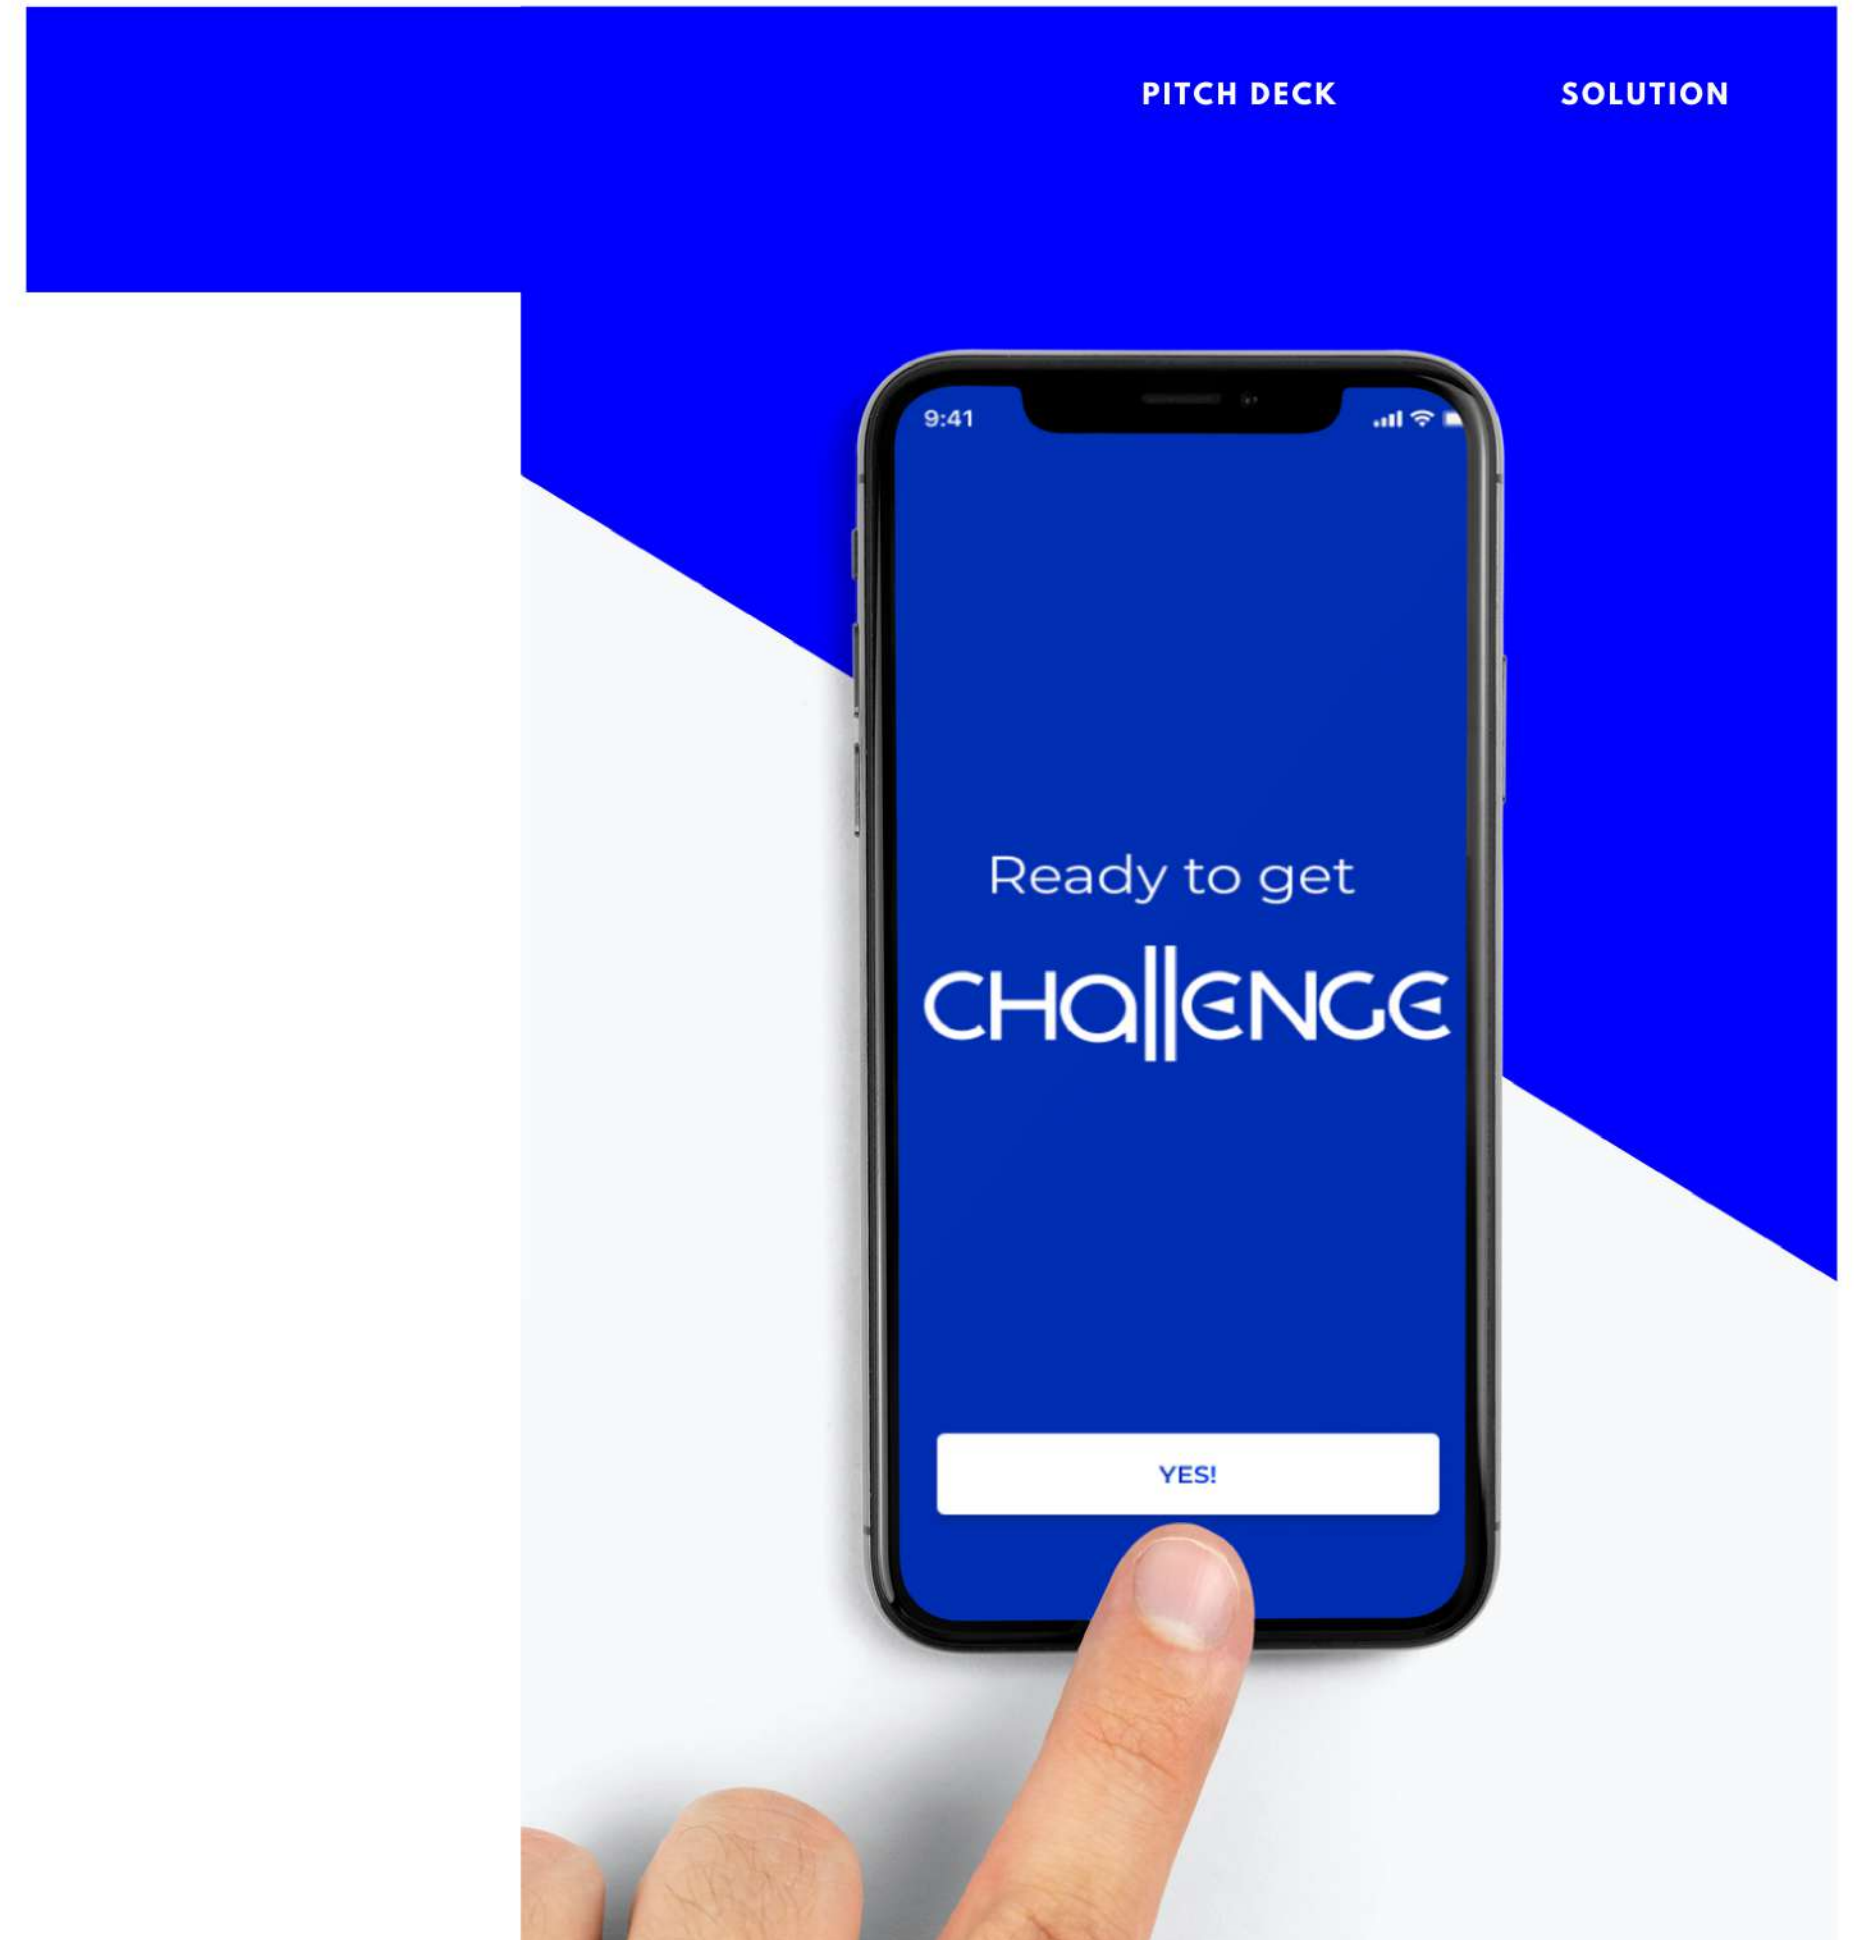 PITCH DECK SOLUTION
9:41
Ready to get
CHallENGE
YES!